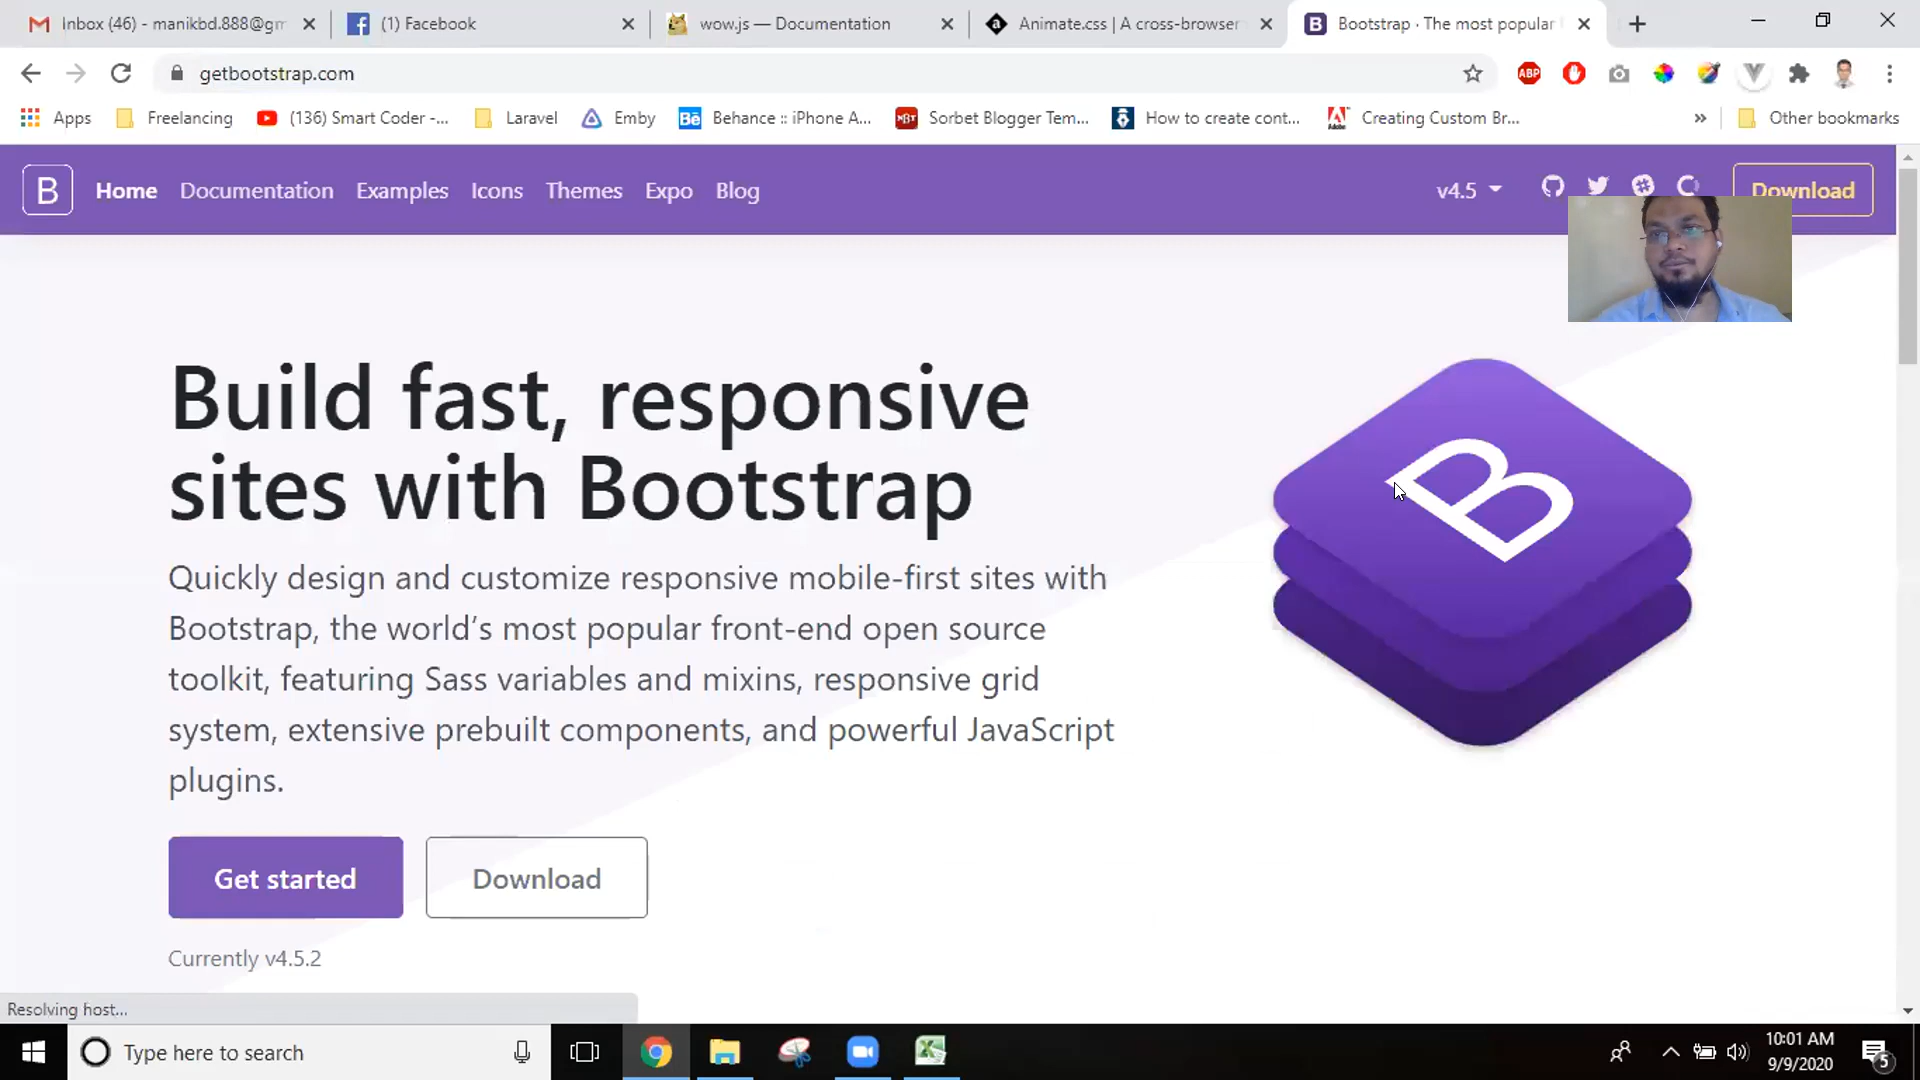 Inbox (46) - manikbd.888@gm
(1) Facebook
wow.js — Documentation
Animate.css | A cross-browser
Bootstrap · The most popular
getbootstrap.com
ABP
Apps
Freelancing
(136) Smart Coder -...
Laravel
Emby
Bē
Behance :: iPhone A...
MBT
Sorbet Blogger Tem...
How to create cont...
Creating Custom Br...
»
Other bookmarks
B
Home
Documentation
Examples
Icons
Themes
Expo
Blog
v4.5
Download
Build fast, responsive
sites with Bootstrap
B
Quickly design and customize responsive mobile-first sites with
Bootstrap, the world’s most popular front-end open source
toolkit, featuring Sass variables and mixins, responsive grid
system, extensive prebuilt components, and powerful JavaScript
plugins.
Get started
Download
Currently v4.5.2
Resolving host...
Type here to search
10:01 AM
9/9/2020
5